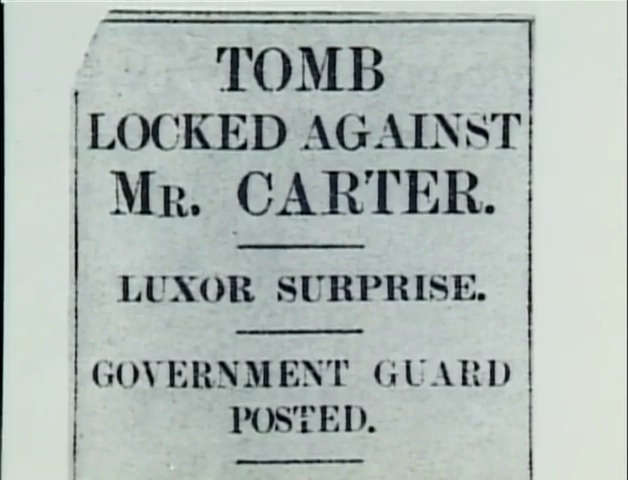 TOMB
LOCKED AGAINST
MR. CARTER.
LUXOR SURPRISE.
GOVERNMENT GUARD
POSTED.